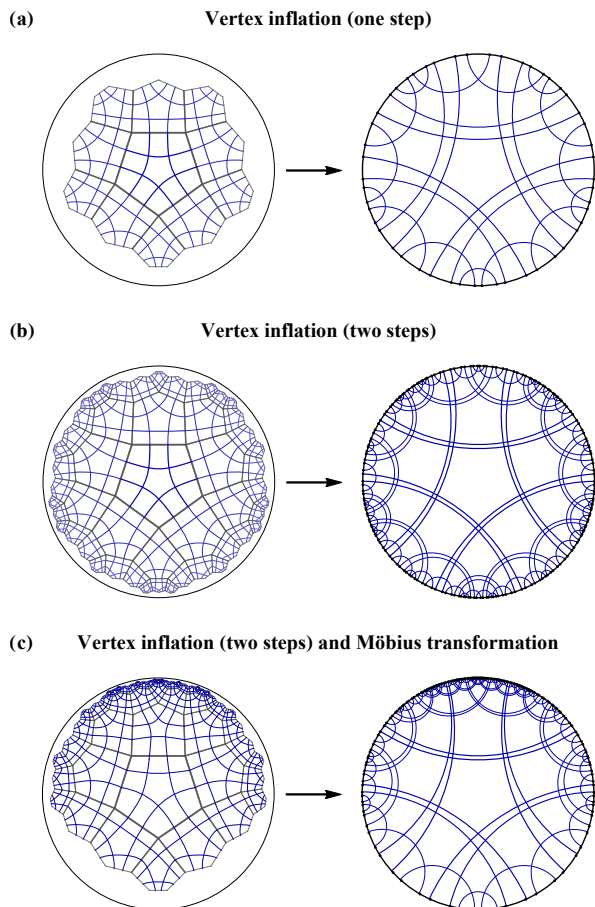 (a) Vertex inflation (one step)
(b) Vertex inflation (two steps)
(c) Vertex inflation (two steps) and Möbius transformation